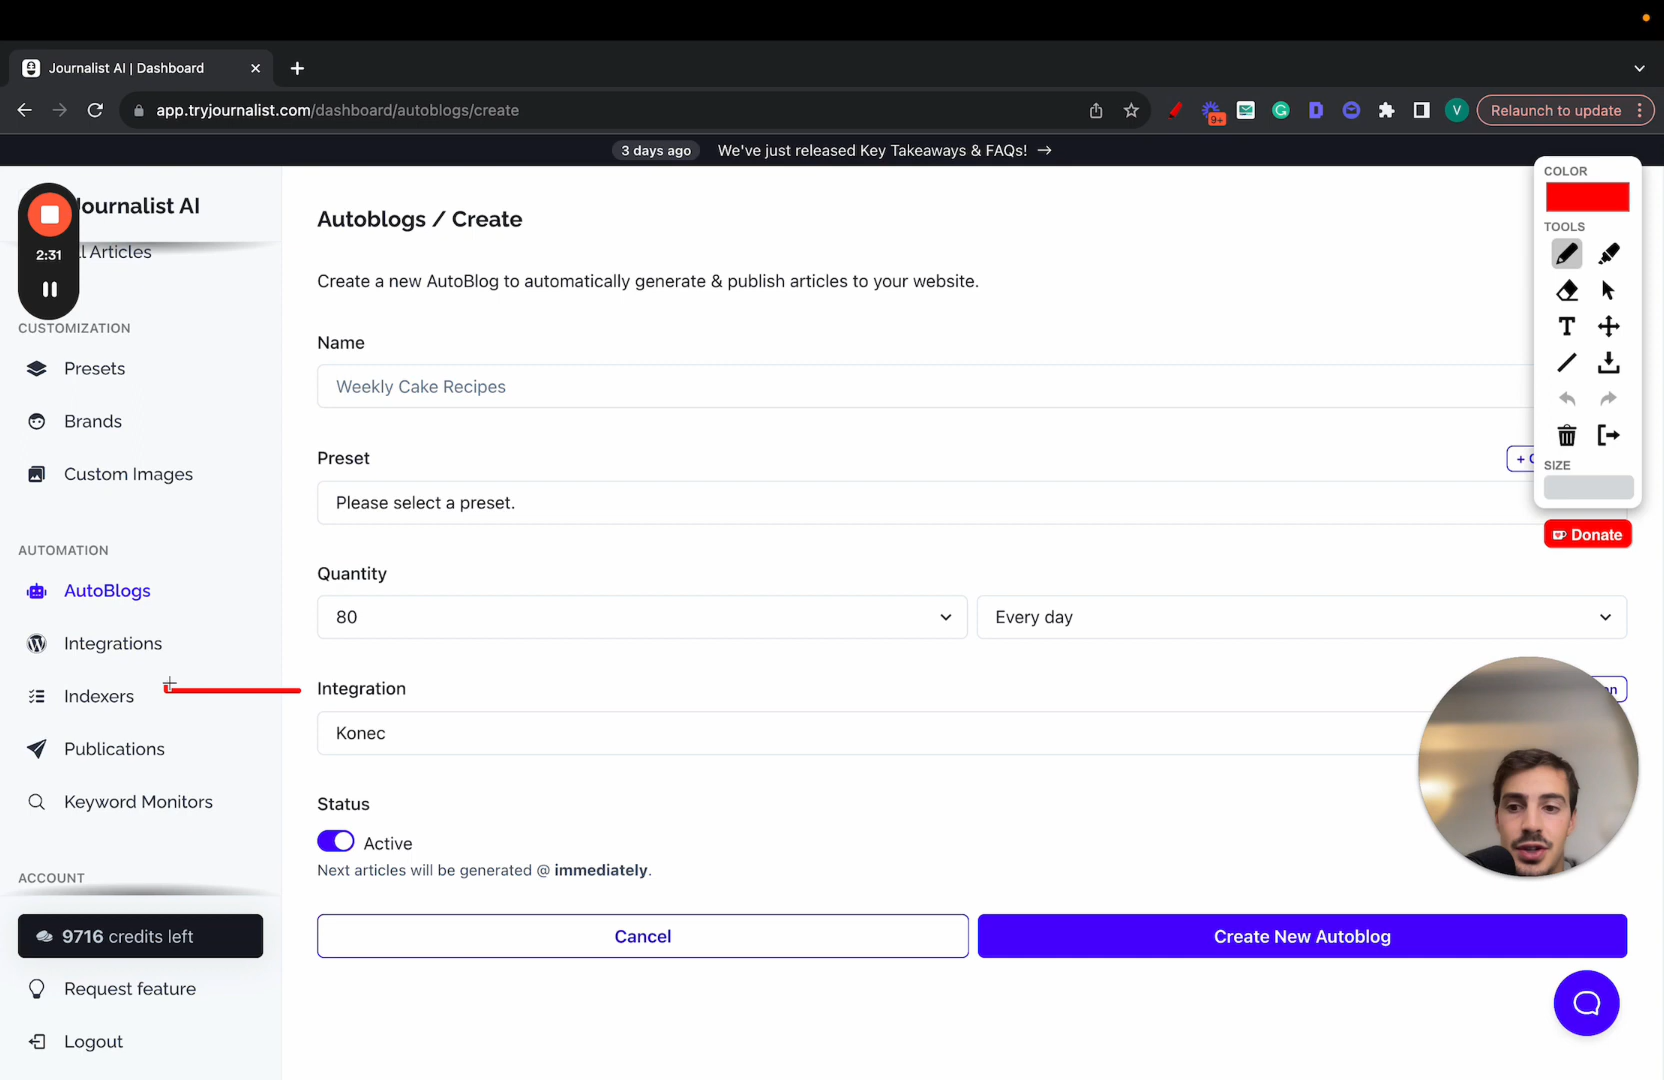 Journalist AI | Dashboard
app.tryjournalist.com/dashboard/autoblogs/create
9+
V
Relaunch to update
3 days ago We've just released Key Takeaways & FAQs! →
Journalist AI
2:31
Articles
CUSTOMIZATION
Presets
Brands
Custom Images
AUTOMATION
AutoBlogs
Integrations
Indexers
Publications
Keyword Monitors
ACCOUNT
9716 credits left
Request feature
Logout
Autoblogs / Create
Create a new AutoBlog to automatically generate & publish articles to your website.
Name
Weekly Cake Recipes
Preset
Please select a preset.
Quantity
80
Every day
Integration
Konec
Status
Active
Next articles will be generated @ immediately.
Cancel
Create New Autoblog
COLOR
TOOLS
SIZE
Donate